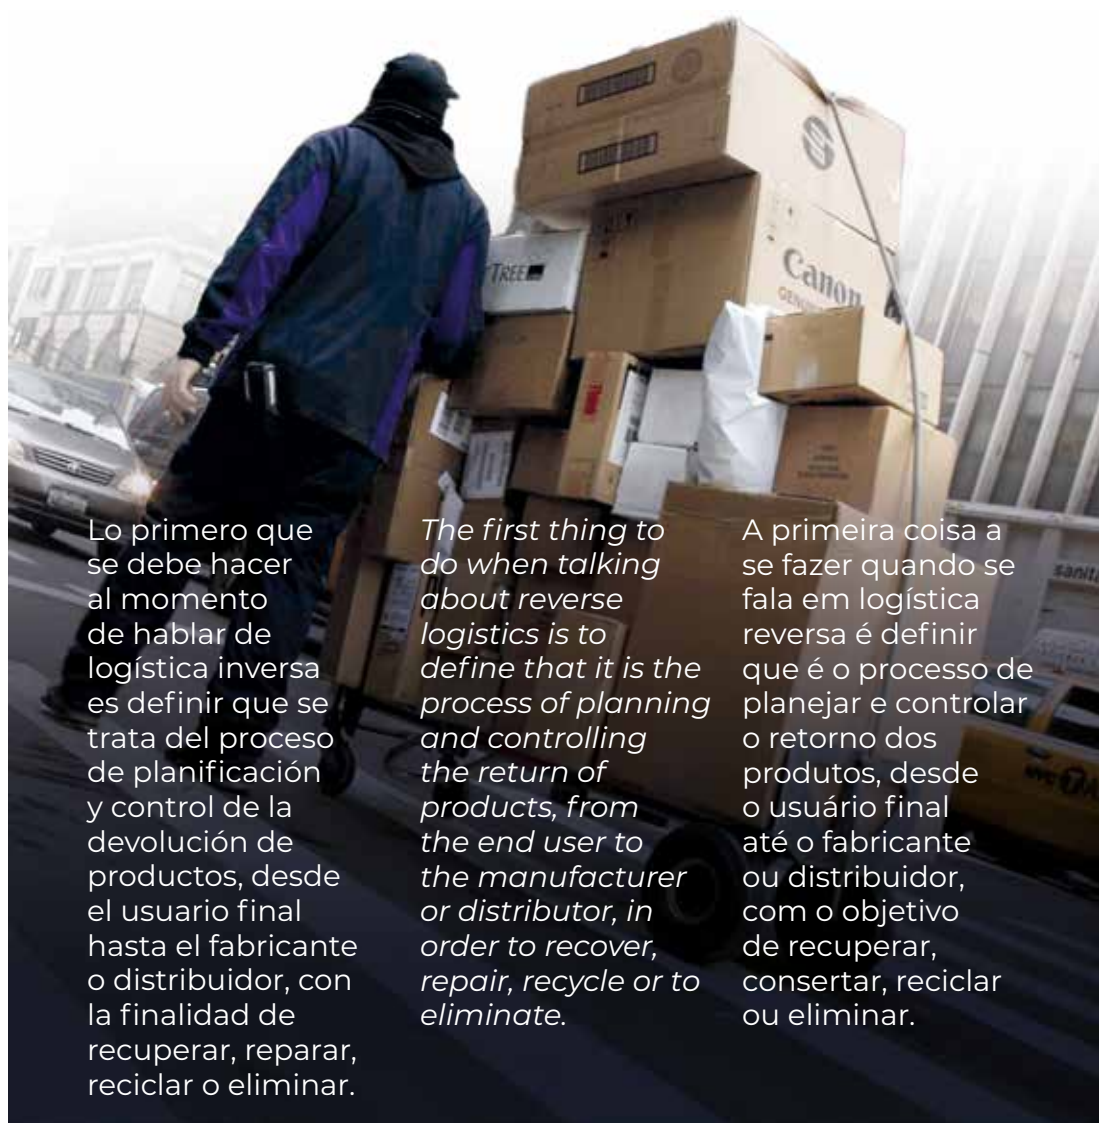 TREE
Canon
Lo primero que
se debe hacer
al momento
de hablar de
logística inversa
es definir que se
trata del proceso
de planificación
y control de la
devolución de
productos, desde
el usuario final
hasta el fabricante
o distribuidor, con
la finalidad de
recuperar, reparar,
reciclar o eliminar.
The first thing to
do when talking
about reverse
logistics is to
define that it is the
process of planning
and controlling
the return of
products, from
the end user to
the manufacturer
or distributor, in
order to recover,
repair, recycle or to
eliminate.
A primeira coisa a
se fazer quando se
fala em logística
reversa é definir
que é o processo de
planejar e controlar
o retorno dos
produtos, desde
o usuário final
até o fabricante
ou distribuidor,
com o objetivo
de recuperar,
consertar, reciclar
ou eliminar.